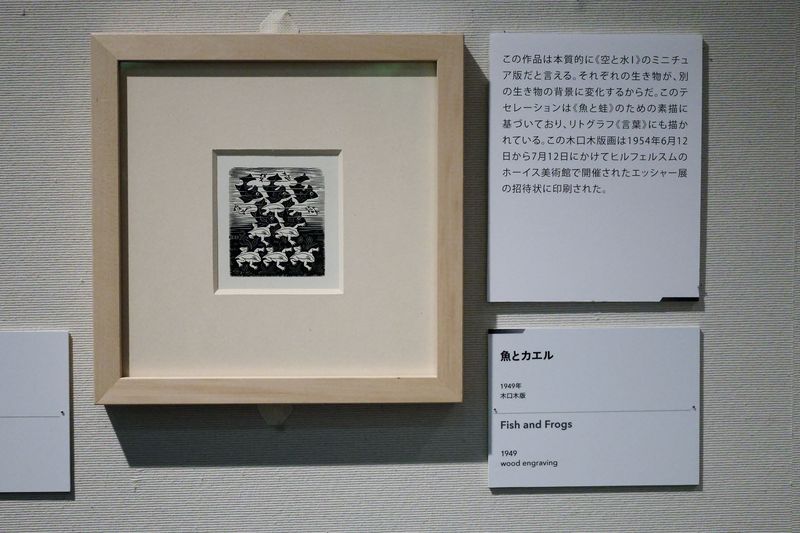 この作品は本質的に《空と水Ⅰ》のミニチュ
ア版だと言える。それぞれの生き物が、別
の生き物の背景に変化するからだ。このテ
セレーションは《魚と蛙》のための素描に
基づいており、リトグラフ《言葉》にも描か
れている。この木口木版画は1954年6月12
日から7月12日にかけてヒルフェルスムの
ホーイス美術館で開催されたエッシャー展
の招待状に印刷された。
魚とカエル
1949年
木口木版
Fish and Frogs
1949
wood engraving